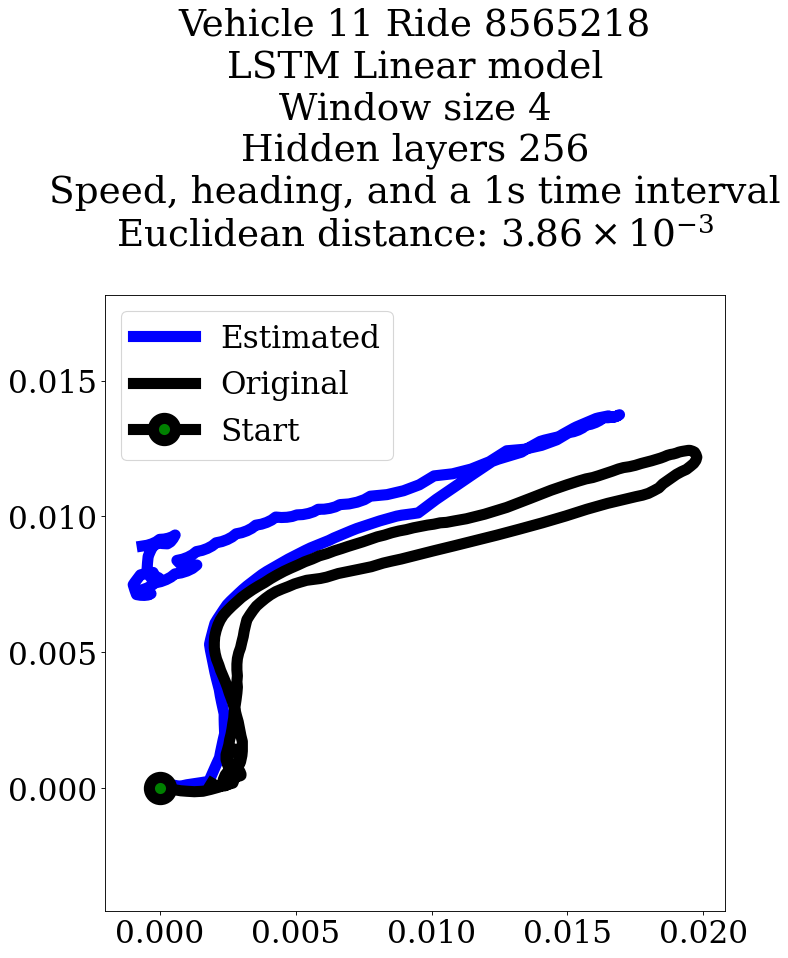 Vehicle 11 Ride 8565218
LSTM Linear model
Window size 4
Hidden layers 256
Speed, heading, and a 1s time interval
Euclidean distance: 3.86 × 10⁻³
Estimated
Original
Start
0.015
0.010
0.005
0.000
0.000 0.005 0.010 0.015 0.020